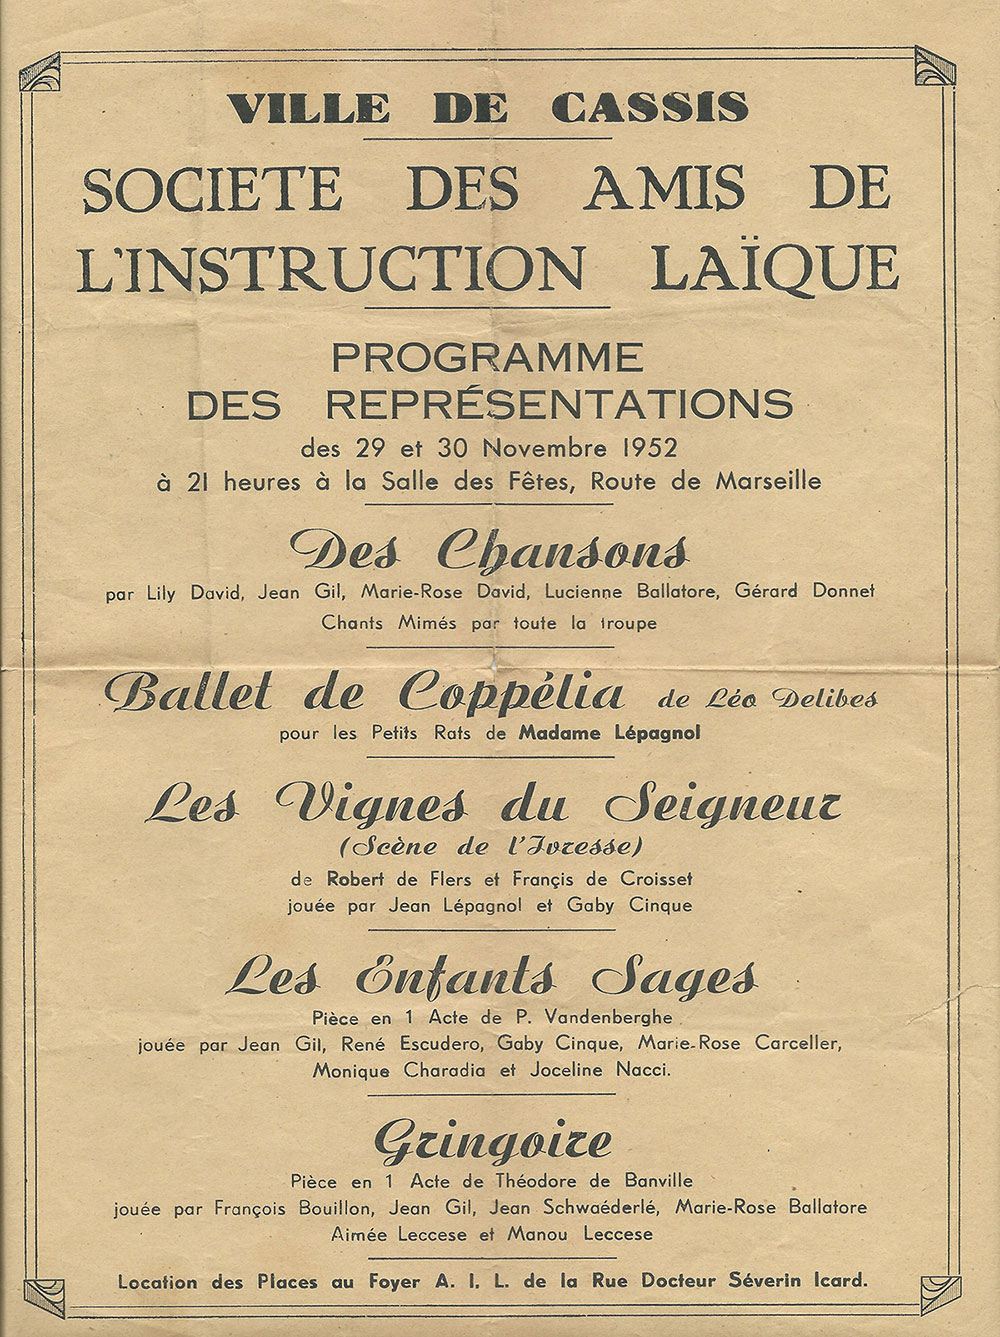 VILLE DE CASSIS
SOCIETE DES AMIS DE
L'INSTRUCTION LAÏQUE
PROGRAMME
DES REPRÉSENTATIONS
des 29 et 30 Novembre 1952
à 21 heures à la Salle des Fêtes, Route de Marseille
Des Chansons
par Lily David, Jean Gil, Marie-Rose David, Lucienne Ballatore, Gérard Donnet
Chants Mimés par toute la troupe
Ballet de Coppélia de Léo Delibes
pour les Petits Rats de Madame Lépagnol
Les Vignes du Seigneur
(Scène de l'Ivresse)
de Robert de Flers et Françis de Croisset
jouée par Jean Lépagnol et Gaby Cinque
Les Enfants Sages
Pièce en 1 Acte de P. Vandenberghe
jouée par Jean Gil, René Escudero, Gaby Cinque, Marie-Rose Carceller,
Monique Charadia et Joceline Nacci.
Gringoire
Pièce en 1 Acte de Théodore de Banville
jouée par François Bouillon, Jean Gil, Jean Schwaéderlé, Marie-Rose Ballatore
Aimée Leccese et Manou Leccese
Location des Places au Foyer A. I. L. de la Rue Docteur Séverin Icard.